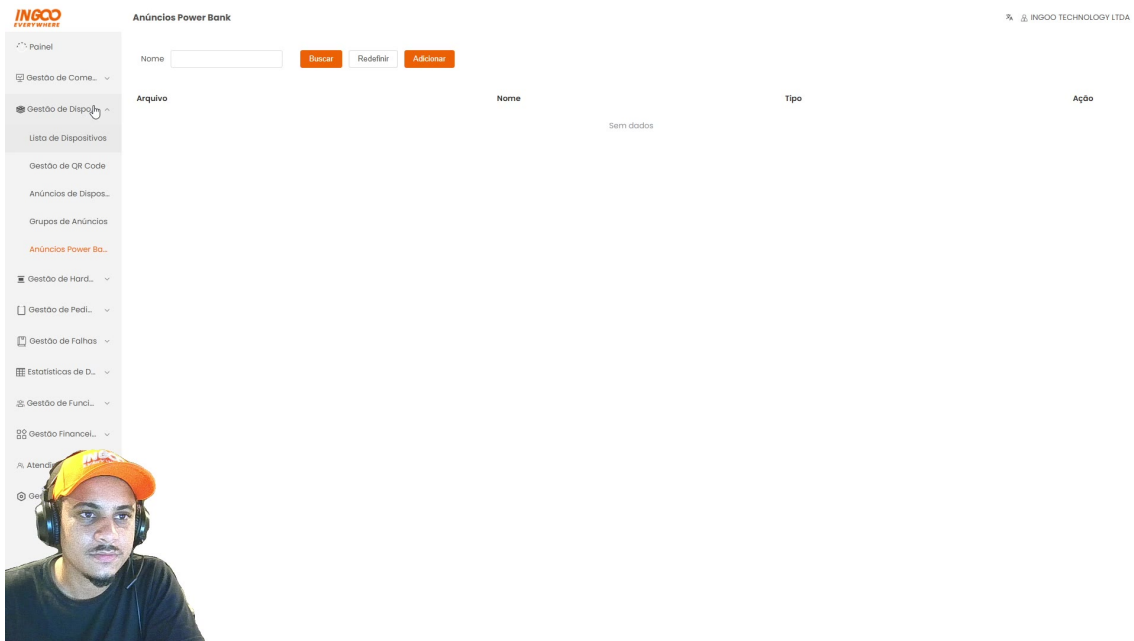 INGOO
EVERYWHERE
Anúncios Power Bank
INGOO TECHNOLOGY LTDA
Painel
Nome
Buscar
Redefinir
Adicionar
Gestão de Come...
Gestão de Dispo
Arquivo
Nome
Tipo
Ação
Sem dados
Lista de Dispositivos
Gestão de QR Code
Anúncios de Dispos...
Grupos de Anúncios
Anúncios Power Ba...
Gestão de Hard...
Gestão de Pedi...
Gestão de Falhas
Estatísticas de D...
Gestão de Funci...
Gestão Financei...